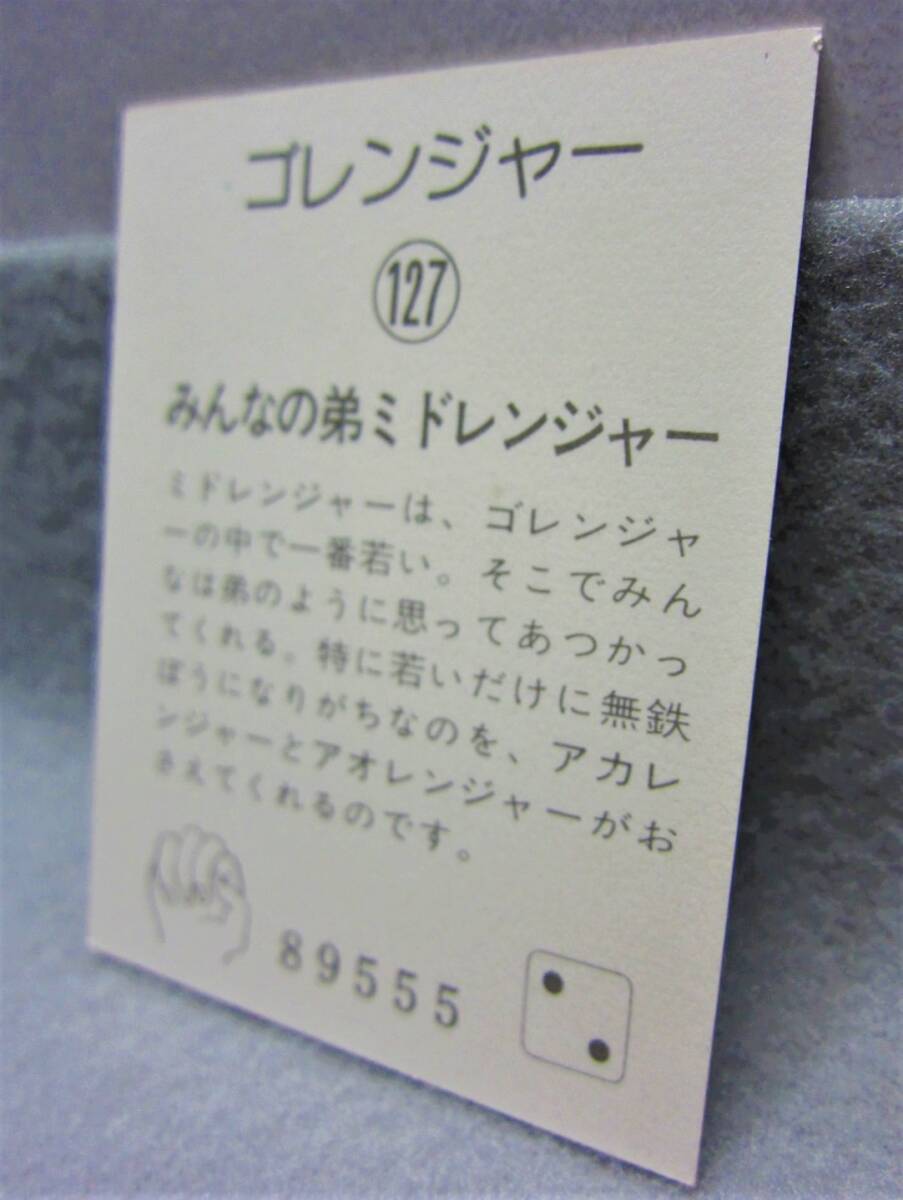 ゴレンジャー
127
みんなの弟ミドレンジャー
ミドレンジャーは、ゴレンジャ
ーの中で一番若い。そこでみん
なは弟のように思ってあつかっ
てくれる。特に若いだけに無鉄
ぽうになりがちなのを、アカレ
ンジャーとアオレンジャーがお
さえてくれるのです。
89555